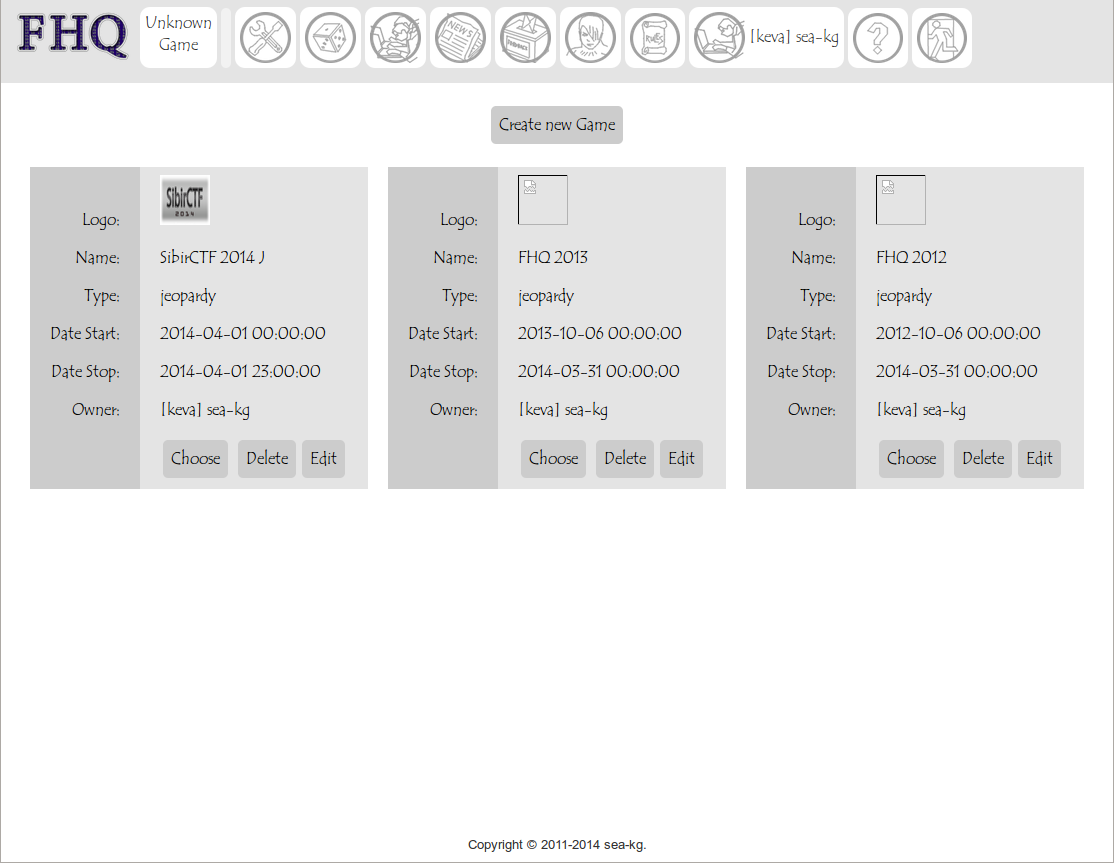 FHQ
Unknown
Game
NEWS
FEEDBACK
RULES
[keva] sea-kg
?
Create new Game
SibirCTF
2014
Logo:
Name: SibirCTF 2014 J
Type: jeopardy
Date Start: 2014-04-01 00:00:00
Date Stop: 2014-04-01 23:00:00
Owner: [keva] sea-kg
Choose Delete Edit
Logo:
Name: FHQ 2013
Type: jeopardy
Date Start: 2013-10-06 00:00:00
Date Stop: 2014-03-31 00:00:00
Owner: [keva] sea-kg
Choose Delete Edit
Logo:
Name: FHQ 2012
Type: jeopardy
Date Start: 2012-10-06 00:00:00
Date Stop: 2014-03-31 00:00:00
Owner: [keva] sea-kg
Choose Delete Edit
Copyright © 2011-2014 sea-kg.